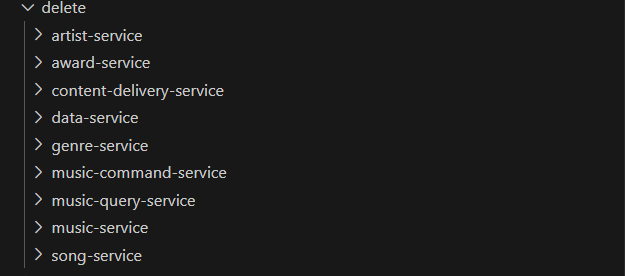 delete
artist-service
award-service
content-delivery-service
data-service
genre-service
music-command-service
music-query-service
music-service
song-service